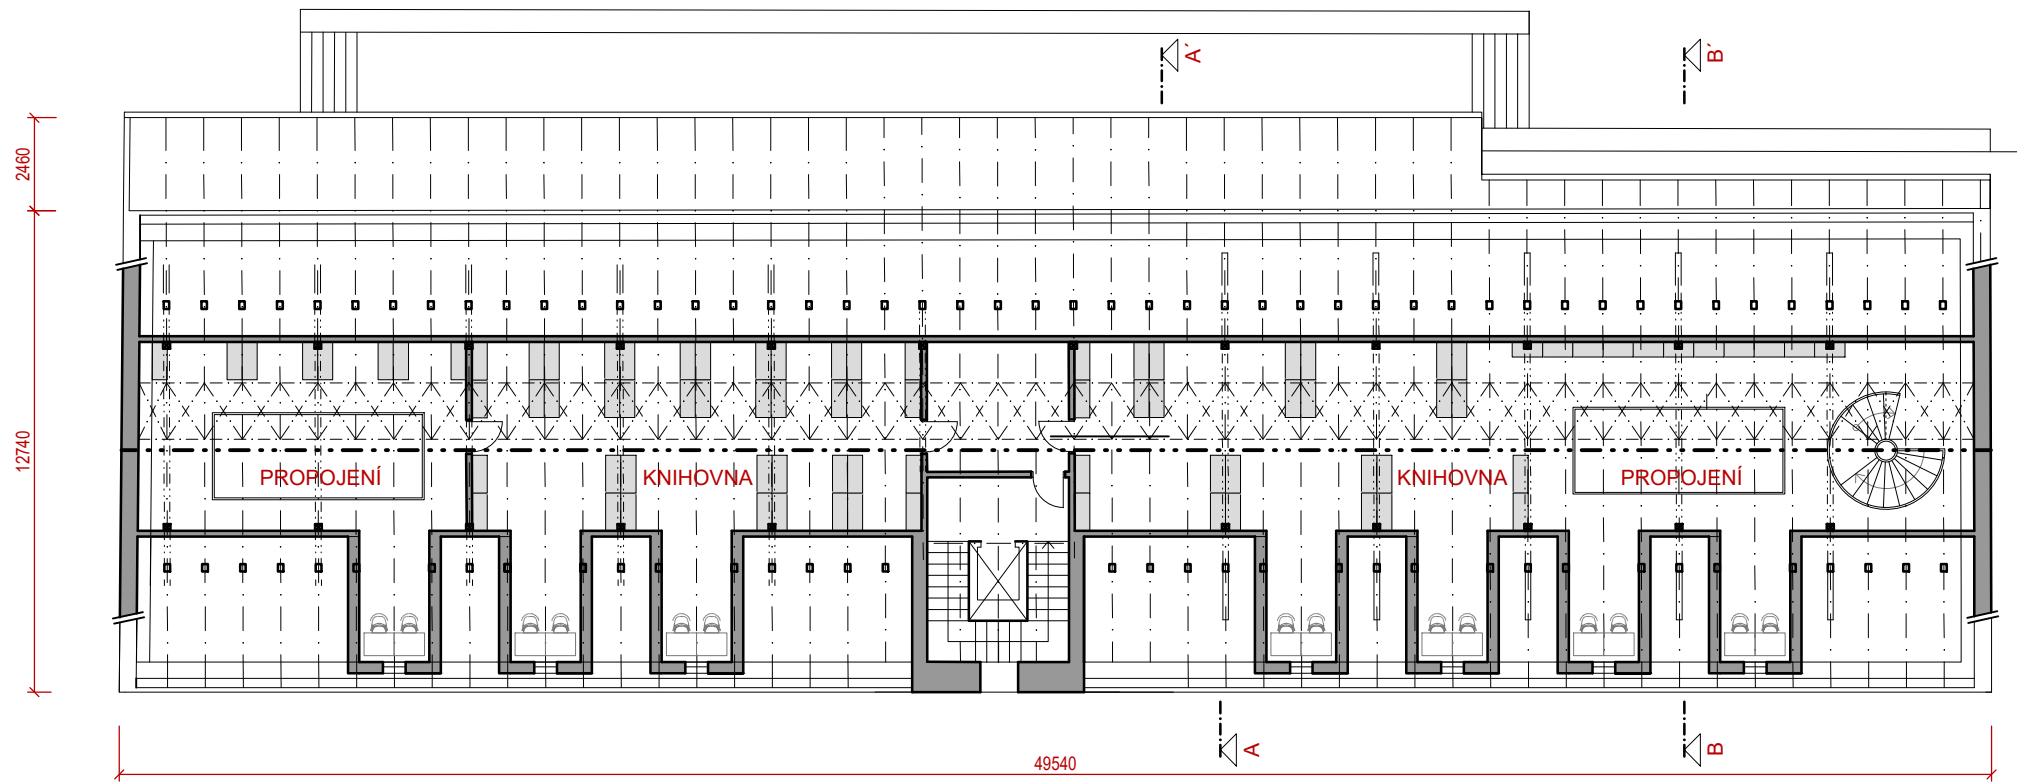 A´
B´
2460
12740
PROPOJENÍ
KNIHOVNA
KNIHOVNA
PROPOJENÍ
A
B
49540